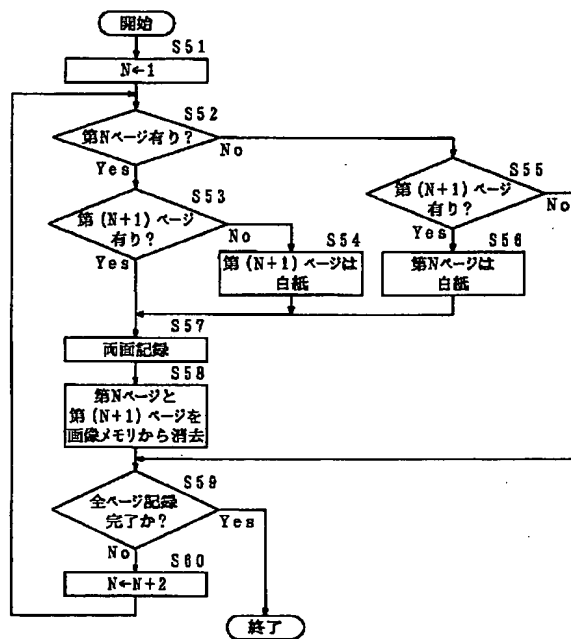 開始
S51
N←1
S52
第Nページ有り?
No
Yes
S53
第(N+1)ページ
有り?
No
Yes
S54
第(N+1)ページは
白紙
S55
第(N+1)ページ
有り?
No
Yes
S56
第Nページは
白紙
S57
両面記録
S58
第Nページと
第(N+1)ページを
画像メモリから消去
S59
全ページ記録
完了か?
Yes
No
S60
N←N+2
終了